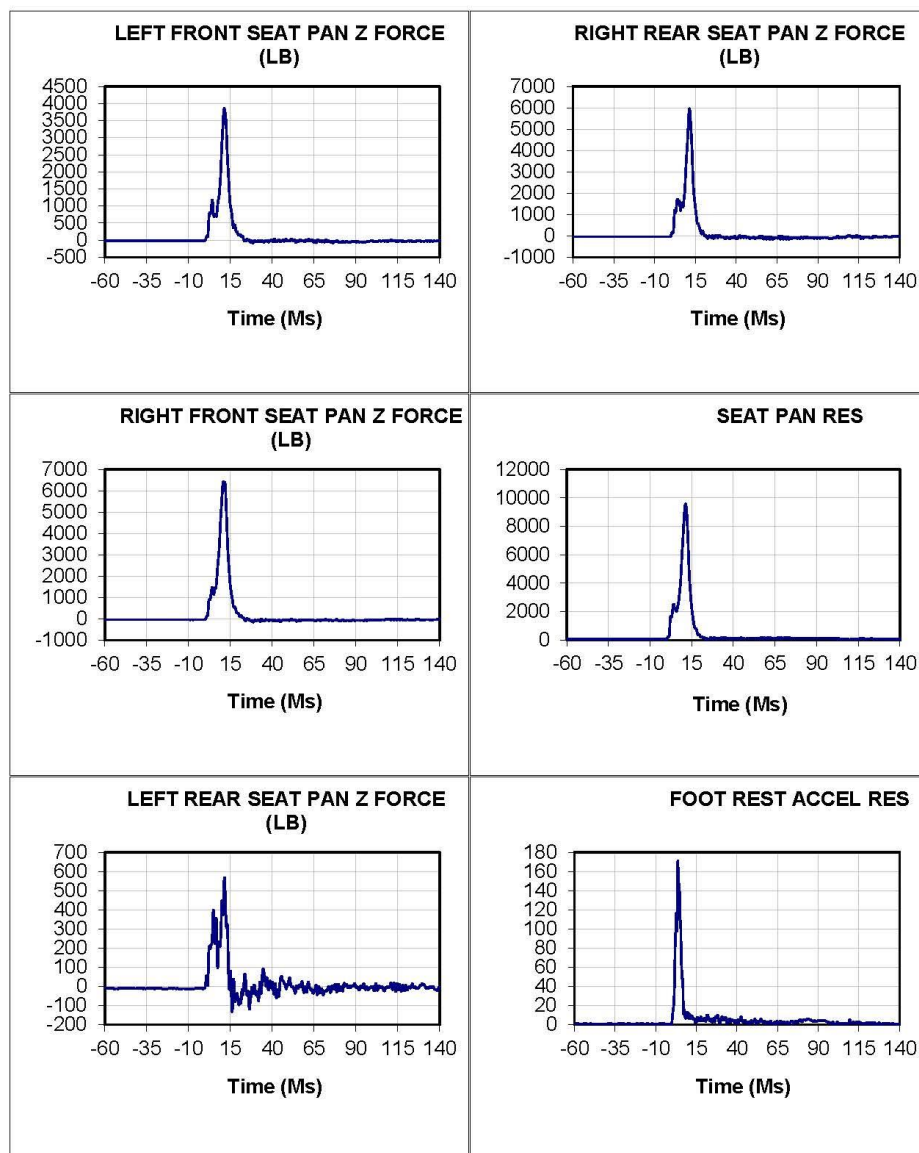 LEFT FRONT SEAT PAN Z FORCE
(LB)
4500
4000
3500
3000
2500
2000
1500
1000
500
0
-500
-60 -35 -10 15 40 65 90 115 140
Time (Ms)
RIGHT REAR SEAT PAN Z FORCE
(LB)
7000
6000
5000
4000
3000
2000
1000
0
-1000
-60 -35 -10 15 40 65 90 115 140
Time (Ms)
RIGHT FRONT SEAT PAN Z FORCE
(LB)
7000
6000
5000
4000
3000
2000
1000
0
-1000
-60 -35 -10 15 40 65 90 115 140
Time (Ms)
SEAT PAN RES
12000
10000
8000
6000
4000
2000
0
-60 -35 -10 15 40 65 90 115 140
Time (Ms)
LEFT REAR SEAT PAN Z FORCE
(LB)
700
600
500
400
300
200
100
0
-100
-200
-60 -35 -10 15 40 65 90 115 140
Time (Ms)
FOOT REST ACCEL RES
180
160
140
120
100
80
60
40
20
0
-60 -35 -10 15 40 65 90 115 140
Time (Ms)